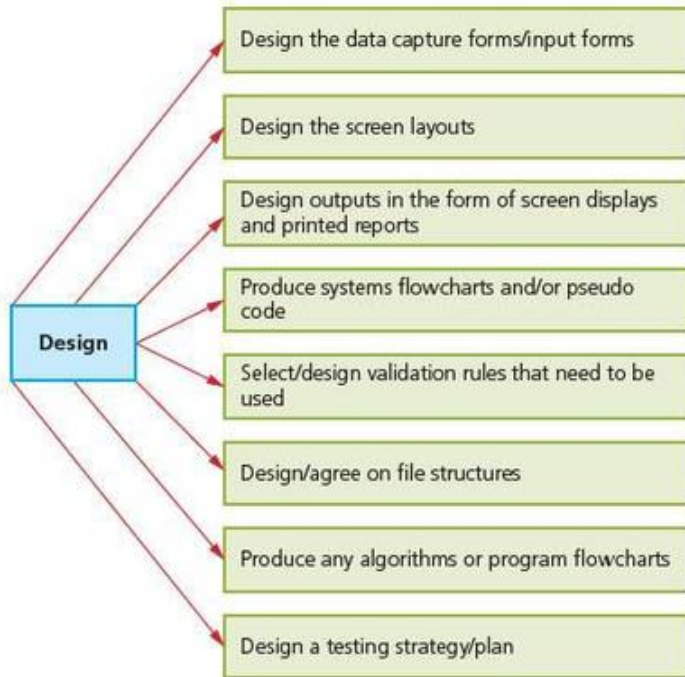 Design the data capture forms/input forms
Design the screen layouts
Design outputs in the form of screen displays
and printed reports
Produce systems flowcharts and/or pseudo
code
Design
Select/design validation rules that need to be
used
Design/agree on file structures
Produce any algorithms or program flowcharts
Design a testing strategy/plan